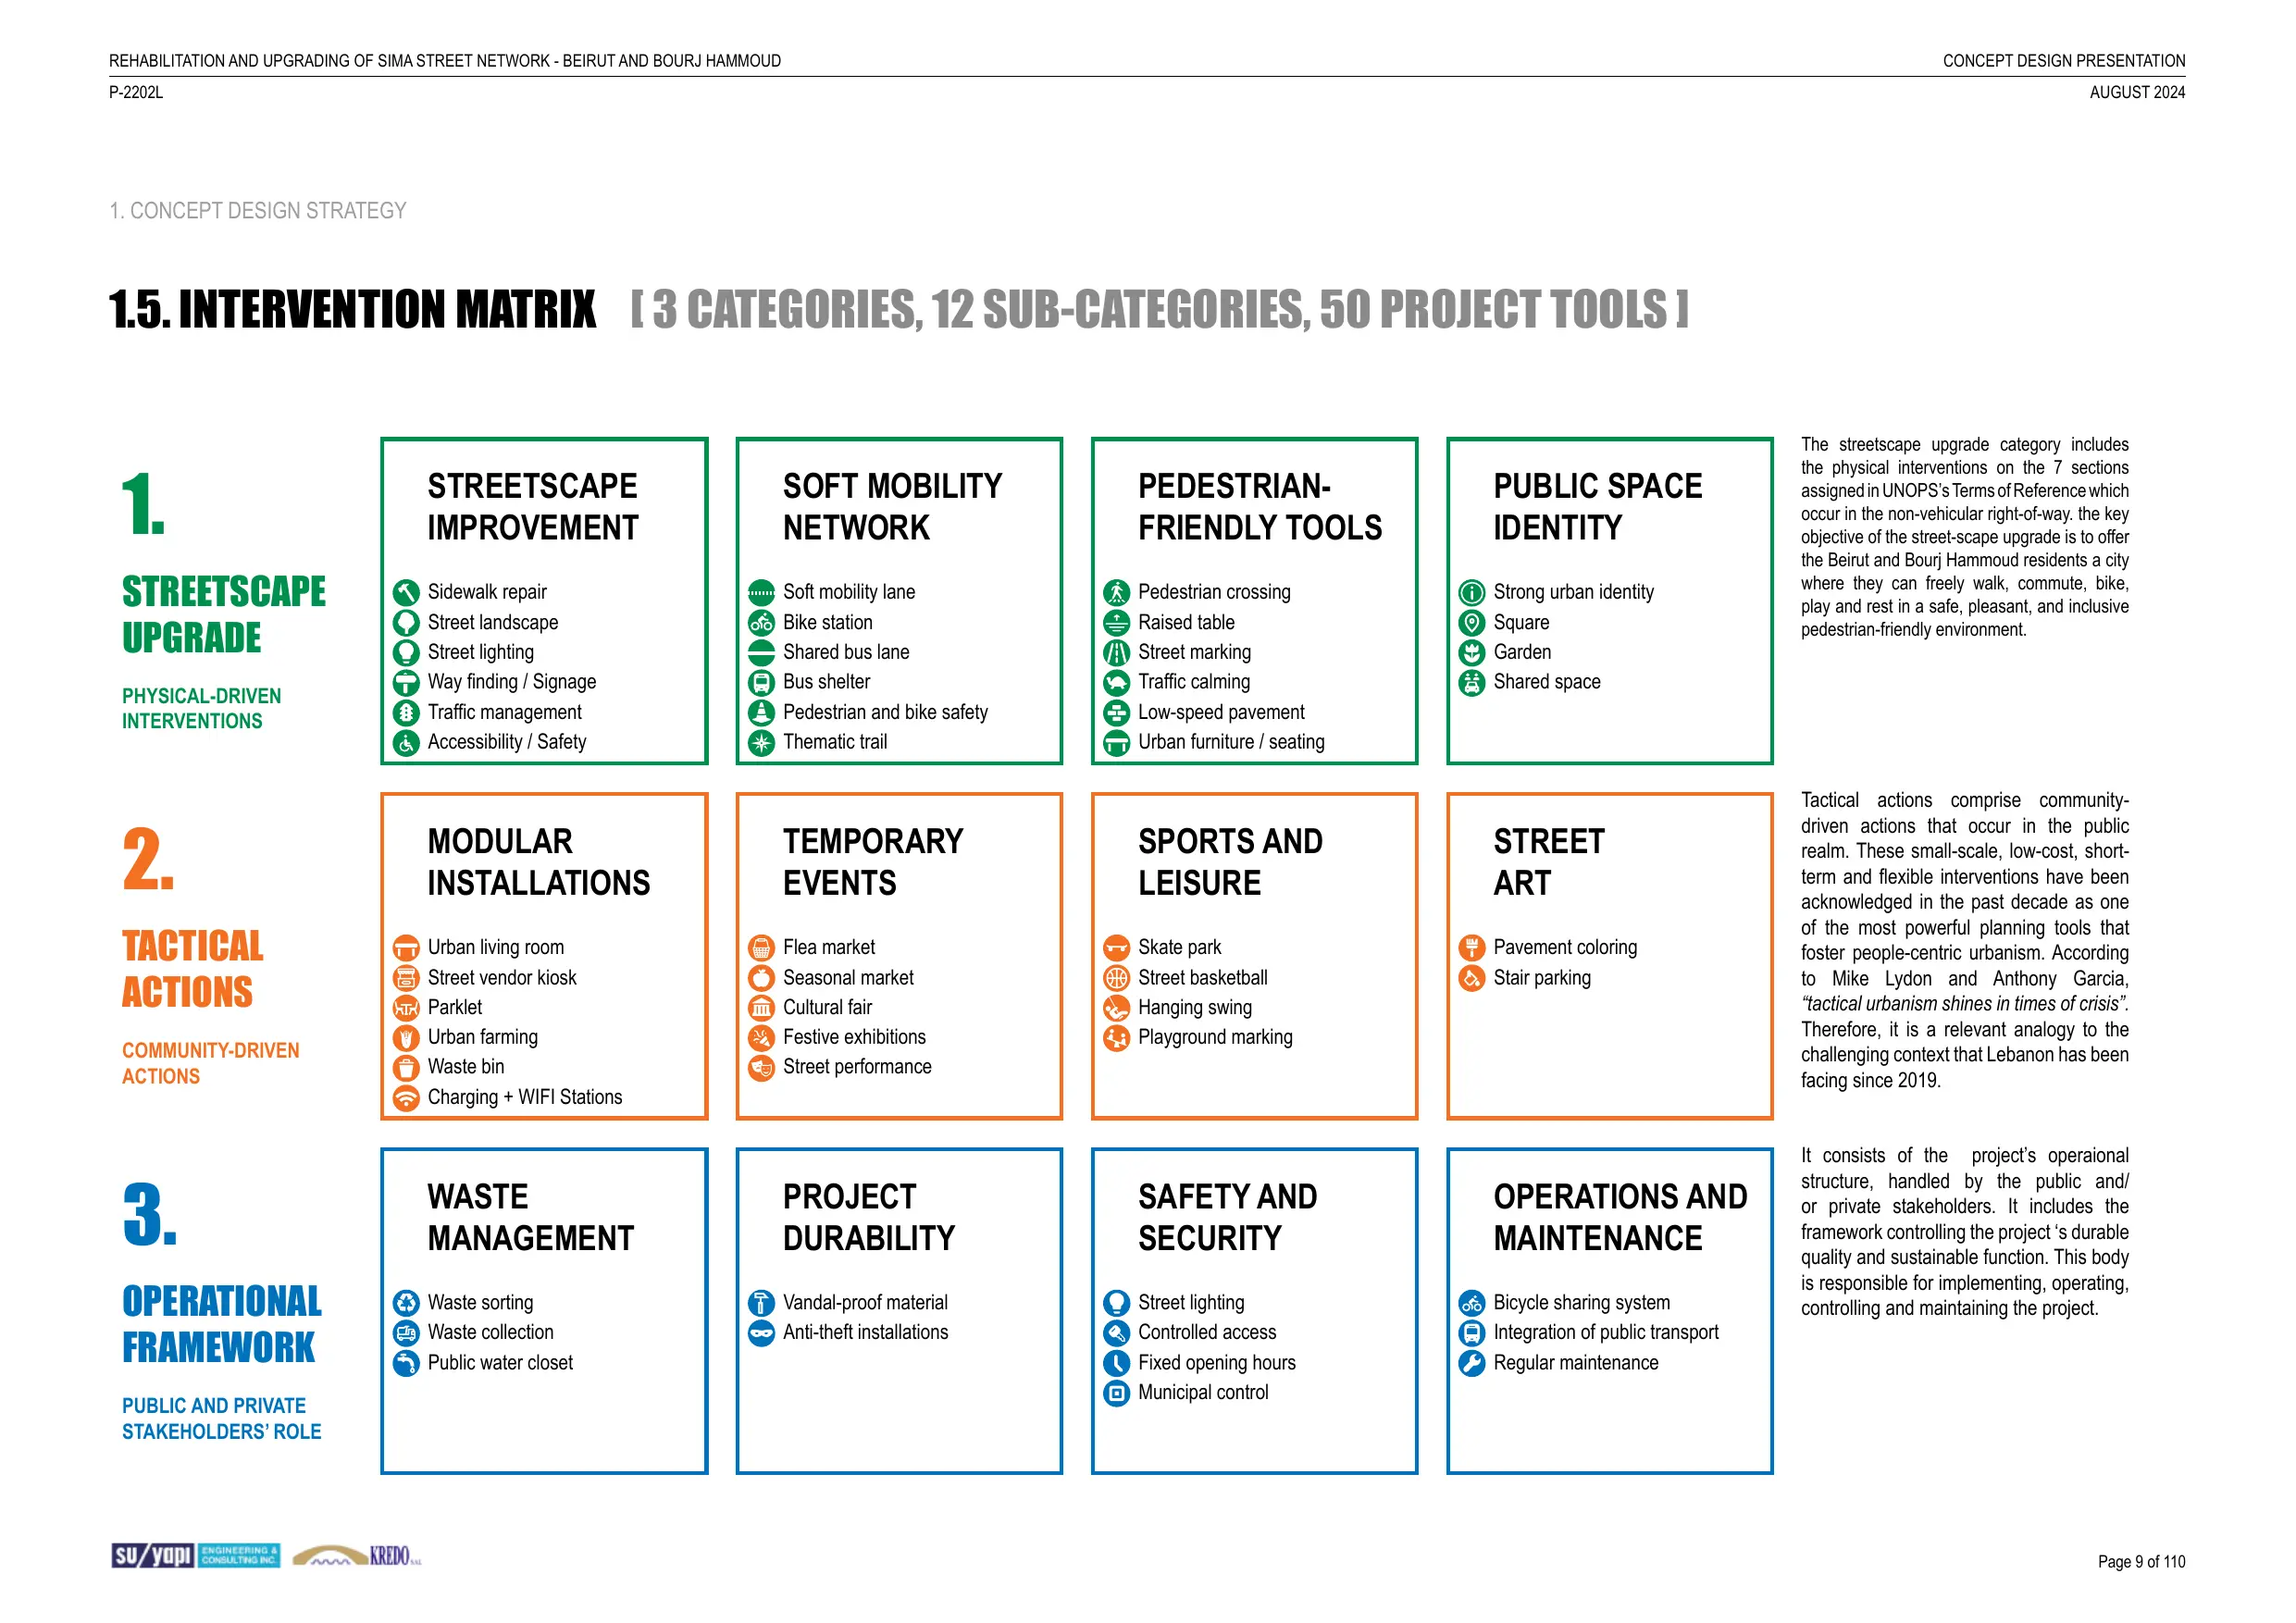 REHABILITATION AND UPGRADING OF SIMA STREET NETWORK - BEIRUT AND BOURJ HAMMOUD
CONCEPT DESIGN PRESENTATION
P-2202L
AUGUST 2024
1. CONCEPT DESIGN STRATEGY
1.5. INTERVENTION MATRIX [ 3 CATEGORIES, 12 SUB-CATEGORIES, 50 PROJECT TOOLS ]
1.
STREETSCAPE
UPGRADE
PHYSICAL-DRIVEN
INTERVENTIONS
STREETSCAPE
IMPROVEMENT
Sidewalk repair
Street landscape
Street lighting
Way finding / Signage
Traffic management
Accessibility / Safety
SOFT MOBILITY
NETWORK
Soft mobility lane
Bike station
Shared bus lane
Bus shelter
Pedestrian and bike safety
Thematic trail
PEDESTRIAN-
FRIENDLY TOOLS
Pedestrian crossing
Raised table
Street marking
Traffic calming
Low-speed pavement
Urban furniture / seating
PUBLIC SPACE
IDENTITY
Strong urban identity
Square
Garden
Shared space
The streetscape upgrade category includes
the physical interventions on the 7 sections
assigned in UNOPS's Terms of Reference which
occur in the non-vehicular right-of-way. the key
objective of the street-scape upgrade is to offer
the Beirut and Bourj Hammoud residents a city
where they can freely walk, commute, bike,
play and rest in a safe, pleasant, and inclusive
pedestrian-friendly environment.
2.
TACTICAL
ACTIONS
COMMUNITY-DRIVEN
ACTIONS
MODULAR
INSTALLATIONS
Urban living room
Street vendor kiosk
Parklet
Urban farming
Waste bin
Charging + WIFI Stations
TEMPORARY
EVENTS
Flea market
Seasonal market
Cultural fair
Festive exhibitions
Street performance
SPORTS AND
LEISURE
Skate park
Street basketball
Hanging swing
Playground marking
STREET
ART
Pavement coloring
Stair parking
Tactical actions comprise community-
driven actions that occur in the public
realm. These small-scale, low-cost, short-
term and flexible interventions have been
acknowledged in the past decade as one
of the most powerful planning tools that
foster people-centric urbanism. According
to Mike Lydon and Anthony Garcia,
“tactical urbanism shines in times of crisis”.
Therefore, it is a relevant analogy to the
challenging context that Lebanon has been
facing since 2019.
3.
OPERATIONAL
FRAMEWORK
PUBLIC AND PRIVATE
STAKEHOLDERS’ ROLE
WASTE
MANAGEMENT
Waste sorting
Waste collection
Public water closet
PROJECT
DURABILITY
Vandal-proof material
Anti-theft installations
SAFETY AND
SECURITY
Street lighting
Controlled access
Fixed opening hours
Municipal control
OPERATIONS AND
MAINTENANCE
Bicycle sharing system
Integration of public transport
Regular maintenance
It consists of the project’s operaional
structure, handled by the public and/
or private stakeholders. It includes the
framework controlling the project ‘s durable
quality and sustainable function. This body
is responsible for implementing, operating,
controlling and maintaining the project.
su/yapi ENGINEERING &
CONSULTING INC.
KREDO SAL
Page 9 of 110